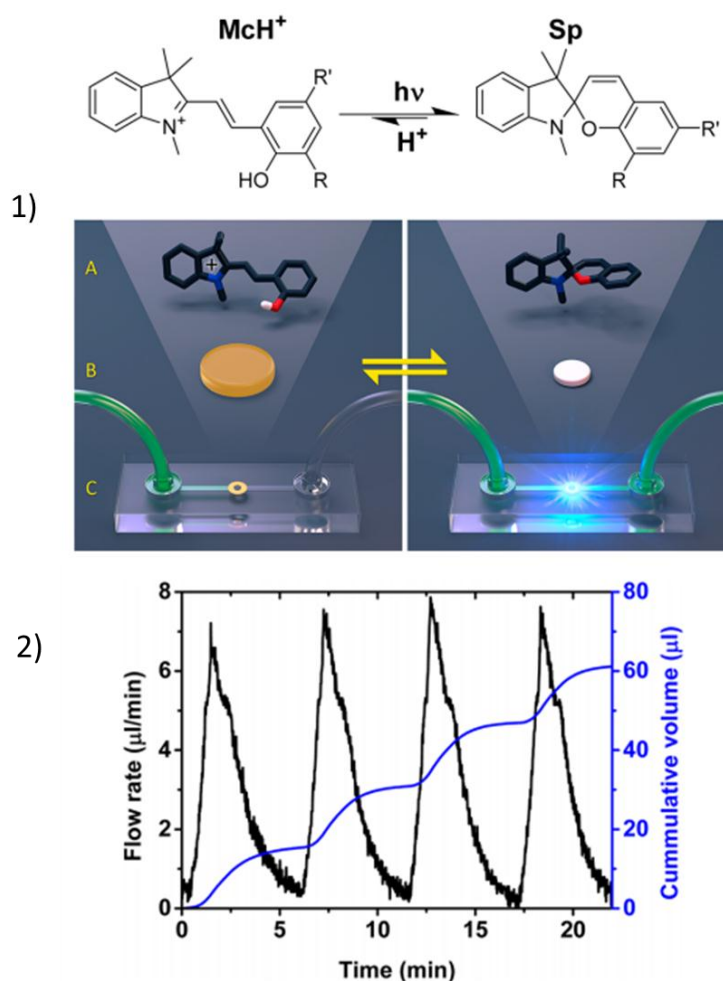 McH⁺
Sp
R'
N⁺
HO
R
hν
H⁺
N
O
R'
R
1)
A
+
B
C
2)
Flow rate (µl/min)
8
6
4
2
0
80
60
40
20
0
Cummulative volume (µl)
0
5
10
15
20
Time (min)